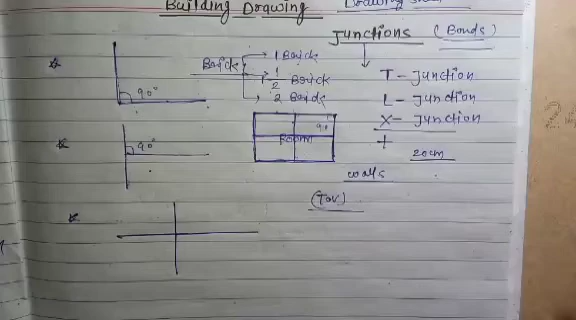 Building Drawing
Junctions (Bonds)
90°
Brick
1 Brick
1 1/2 Brick
2 Brick
T - Junction
L - Junction
X - Junction
+
90°
90°
Room
20cm
walls